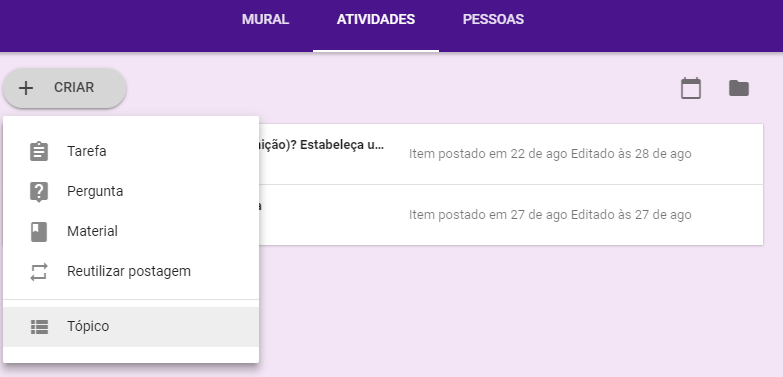 MURAL ATIVIDADES PESSOAS
CRIAR
Tarefa
Pergunta
Material
Reutilizar postagem
Tópico
ição)? Estabeleça u...
Item postado em 22 de ago Editado às 28 de ago
a
Item postado em 27 de ago Editado às 27 de ago